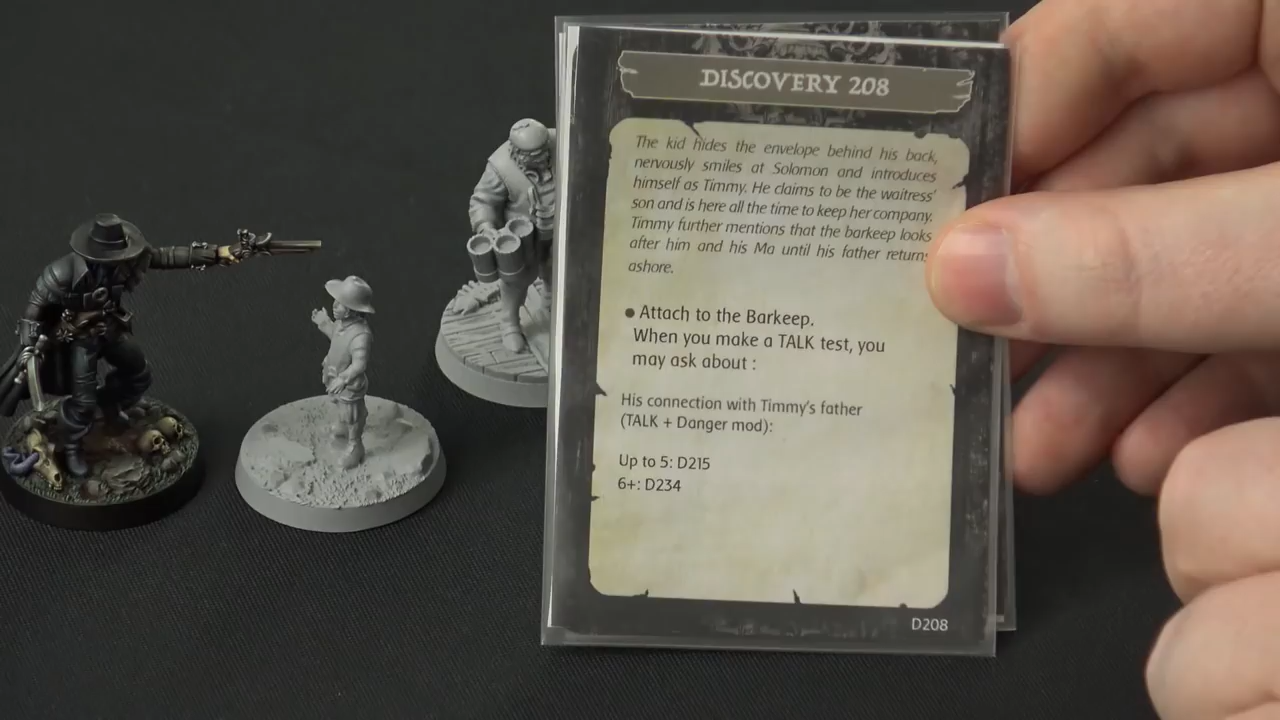 DISCOVERY 208
The kid hides the envelope behind his back,
nervously smiles at Solomon and introduces
himself as Timmy. He claims to be the waitress'
son and is here all the time to keep her company.
Timmy further mentions that the barkeep looks
after him and his Ma until his father returns
ashore.
● Attach to the Barkeep.
When you make a TALK test, you
may ask about :
His connection with Timmy's father
(TALK + Danger mod):
Up to 5: D215
6+: D234
D208